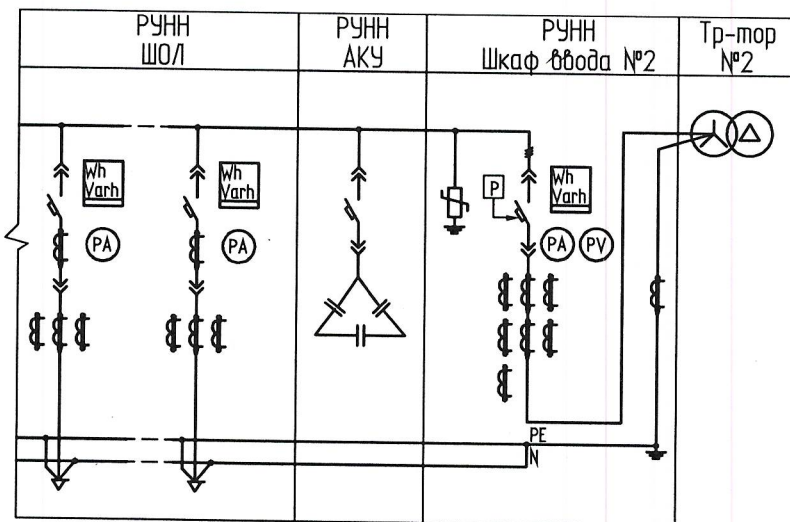 РУНН
ШОЛ
РУНН
АКУ
РУНН
Шкаф ввода №2
Тр-тор
№2
Wh
Varh
PA
Wh
Varh
PA
P
Wh
Varh
PA
PV
PE
N